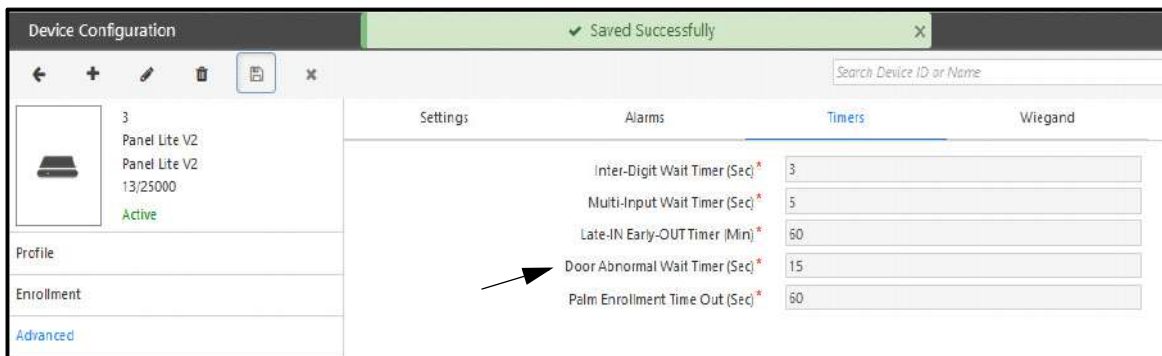 Device Configuration
✔ Saved Successfully
Search Device ID or Name
3
Panel Lite V2
Panel Lite V2
13/25000
Active
Profile
Enrollment
Advanced
Settings Alarms Timers Wiegand
Inter-Digit Wait Timer (Sec)* 3
Multi-Input Wait Timer (Sec)* 5
Late-IN Early-OUT Timer (Min)* 60
Door Abnormal Wait Timer (Sec)* 15
Palm Enrollment Time Out (Sec)* 60